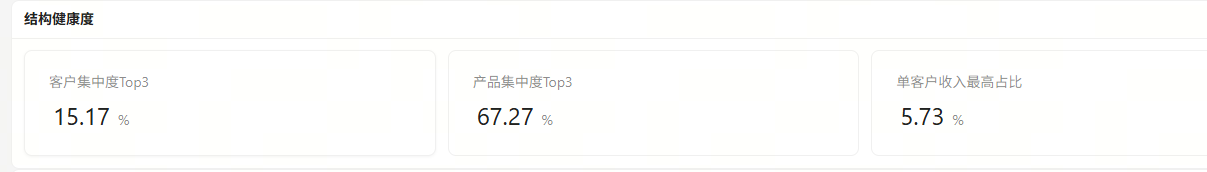 结构健康度
客户集中度Top3
15.17 %
产品集中度Top3
67.27 %
单客户收入最高占比
5.73 %